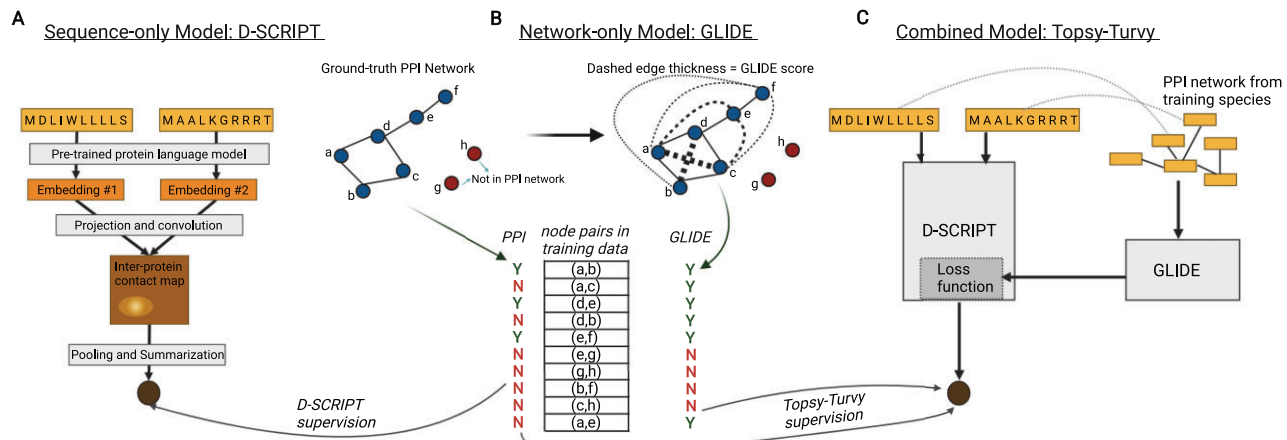 A
Sequence-only Model: D-SCRIPT
MDLIWLLLLS
MAALKGRRRT
Pre-trained protein language model
Embedding #1
Embedding #2
Projection and convolution
Inter-protein
contact map
Pooling and Summarization
D-SCRIPT
supervision
B
Network-only Model: GLIDE
Ground-truth PPI Network
a
b
c
d
e
f
g
h
Not in PPI network
Dashed edge thickness = GLIDE score
a
b
c
d
e
f
g
h
PPI
node pairs in
training data
GLIDE
Y (a,b) Y
N (a,c) Y
Y (d,e) Y
N (d,b) Y
Y (e,f) Y
N (e,g) N
N (g,h) N
N (b,f) N
N (c,h) N
N (a,e) Y
Topsy-Turvy
supervision
C
Combined Model: Topsy-Turvy
MDLIWLLLLS
MAALKGRRRT
PPI network from
training species
D-SCRIPT
Loss
function
GLIDE